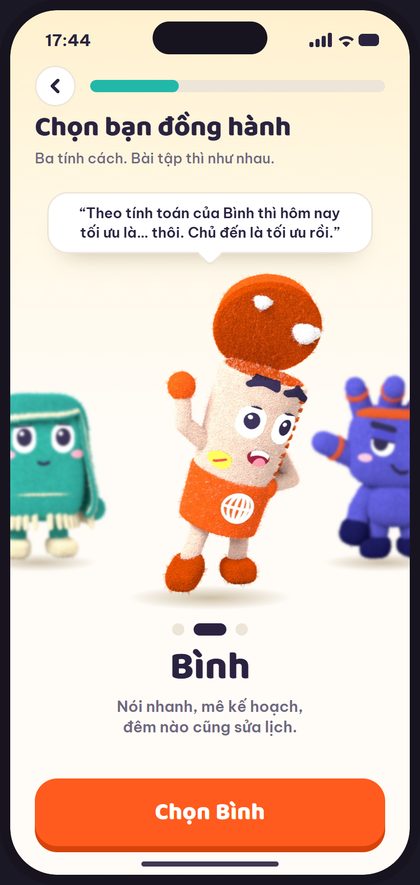 17:44
Chọn bạn đồng hành
Ba tính cách. Bài tập thì như nhau.
“Theo tính toán của Bình thì hôm nay
tối ưu là... thôi. Chủ đến là tối ưu rồi.”
Bình
Nói nhanh, mê kế hoạch,
đêm nào cũng sửa lịch.
Chọn Bình